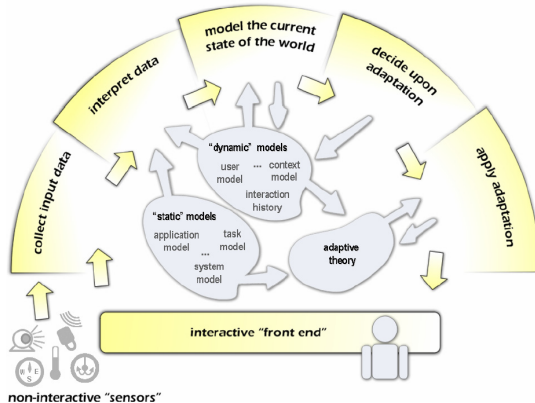 model the current
state of the world
interpret data
decide upon
adaptation
collect input data
apply adaptation
"dynamic" models
user ... context
model model
interaction
history
"static" models
application task
model model
...
system
model
adaptive
theory
interactive "front end"
W E
S
non-interactive "sensors"